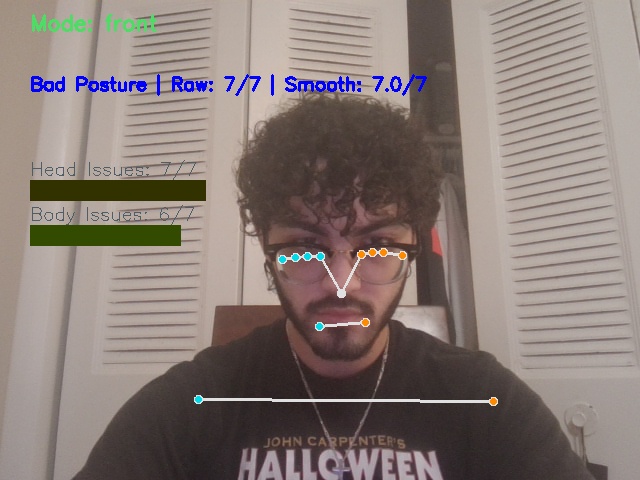 Mode: front
Bad Posture | Raw: 7/7 | Smooth: 7.0/7
Head Issues: 7/7
Body Issues: 6/7
JOHN CARPENTER'S
HALLOWEEN